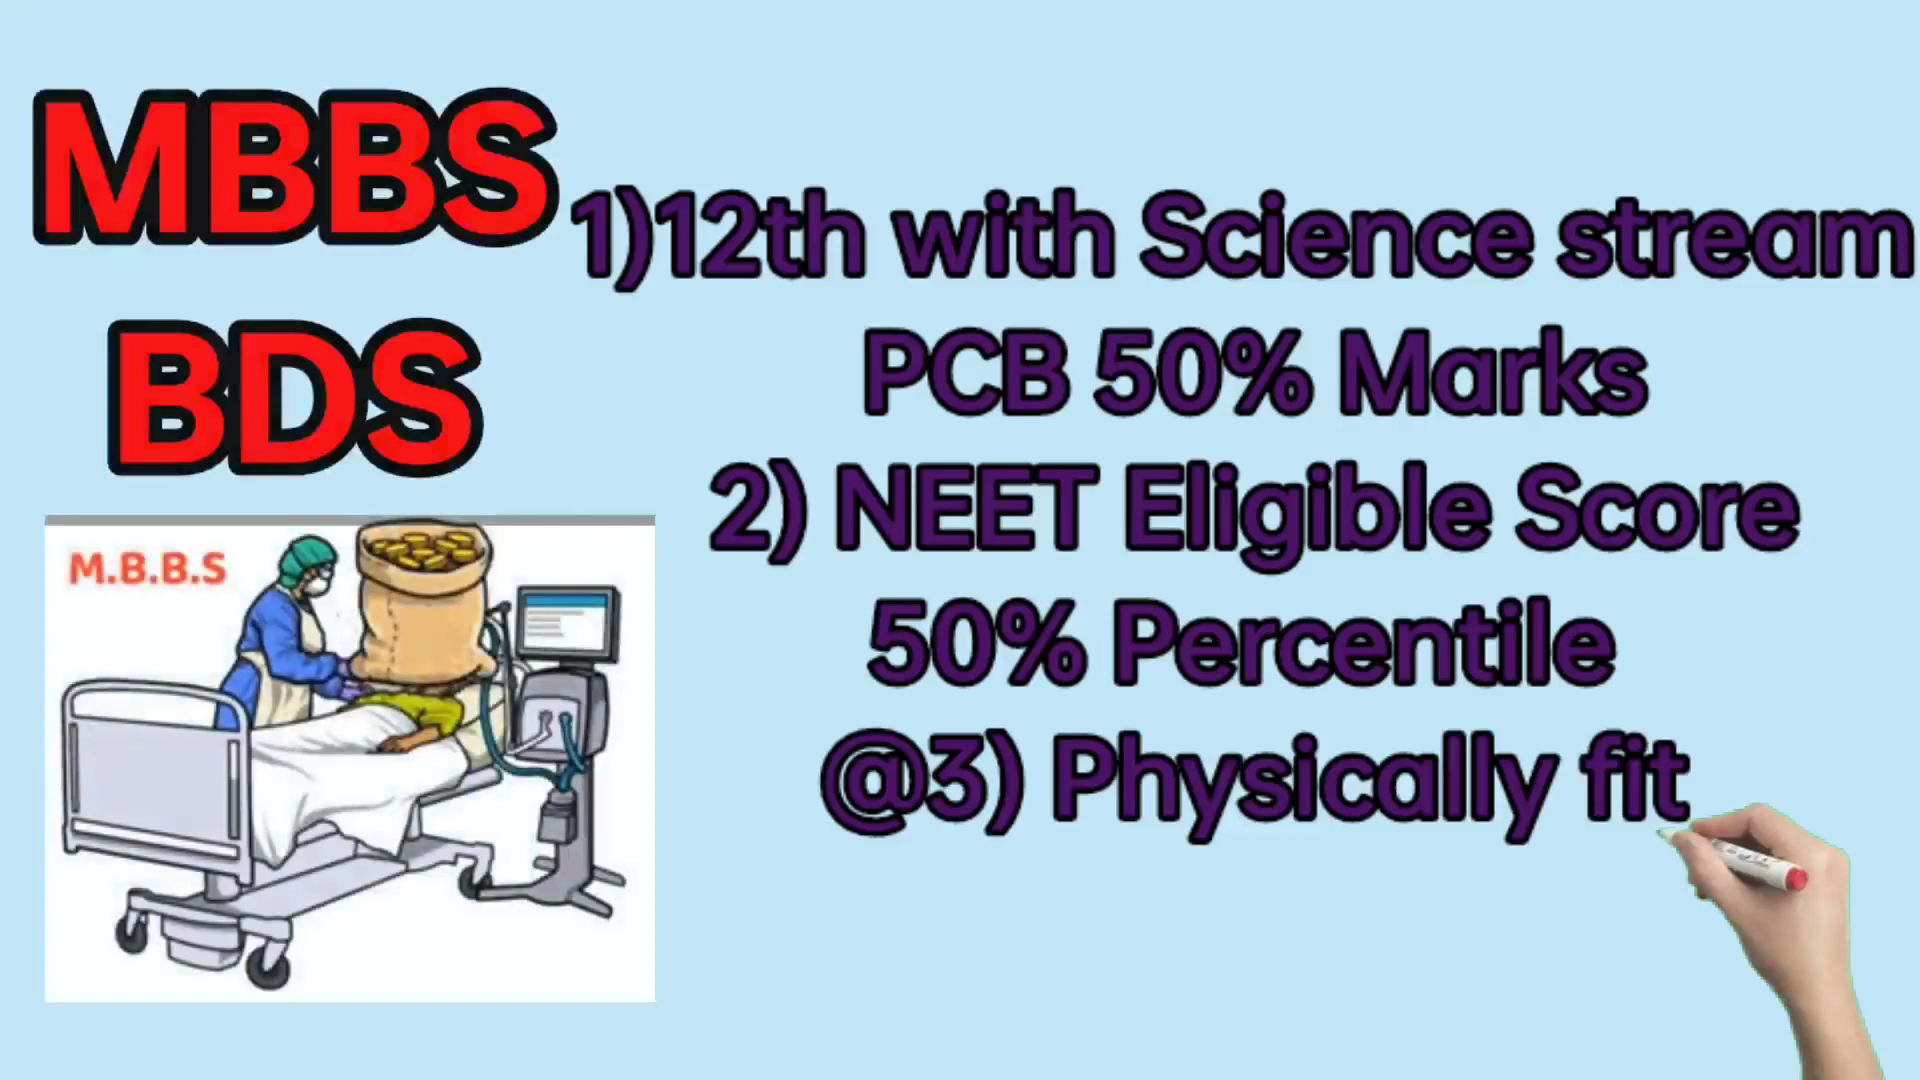 MBBS
BDS
M.B.B.S
1)12th with Science stream
PCB 50% Marks
2) NEET Eligible Score
50% Percentile
@3) Physically fit